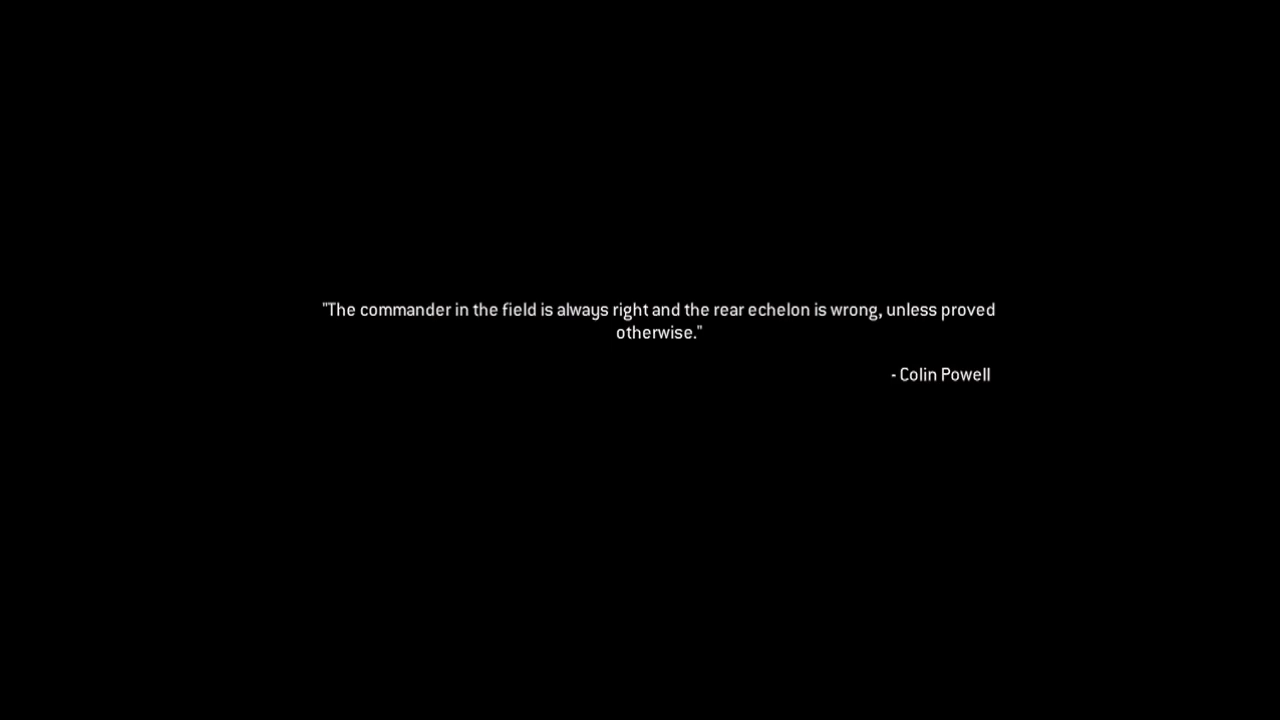 "The commander in the field is always right and the rear echelon is wrong, unless proved
otherwise."
- Colin Powell